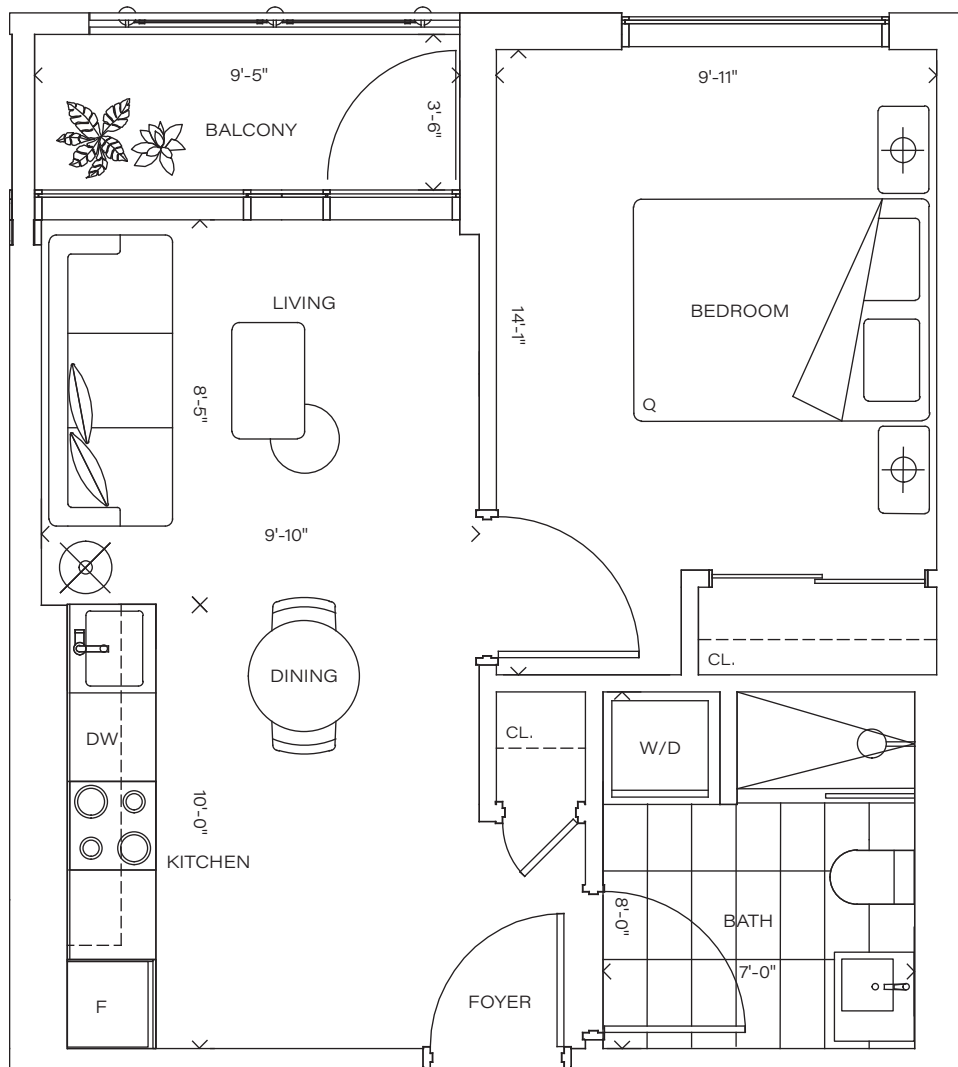 9'-5"
BALCONY
3'-6"
9'-11"
LIVING
14'-1"
BEDROOM
8'-5"
Q
9'-10"
CL.
DINING
CL.
W/D
DW
10'-0"
KITCHEN
8'-0"
BATH
7'-0"
F
FOYER